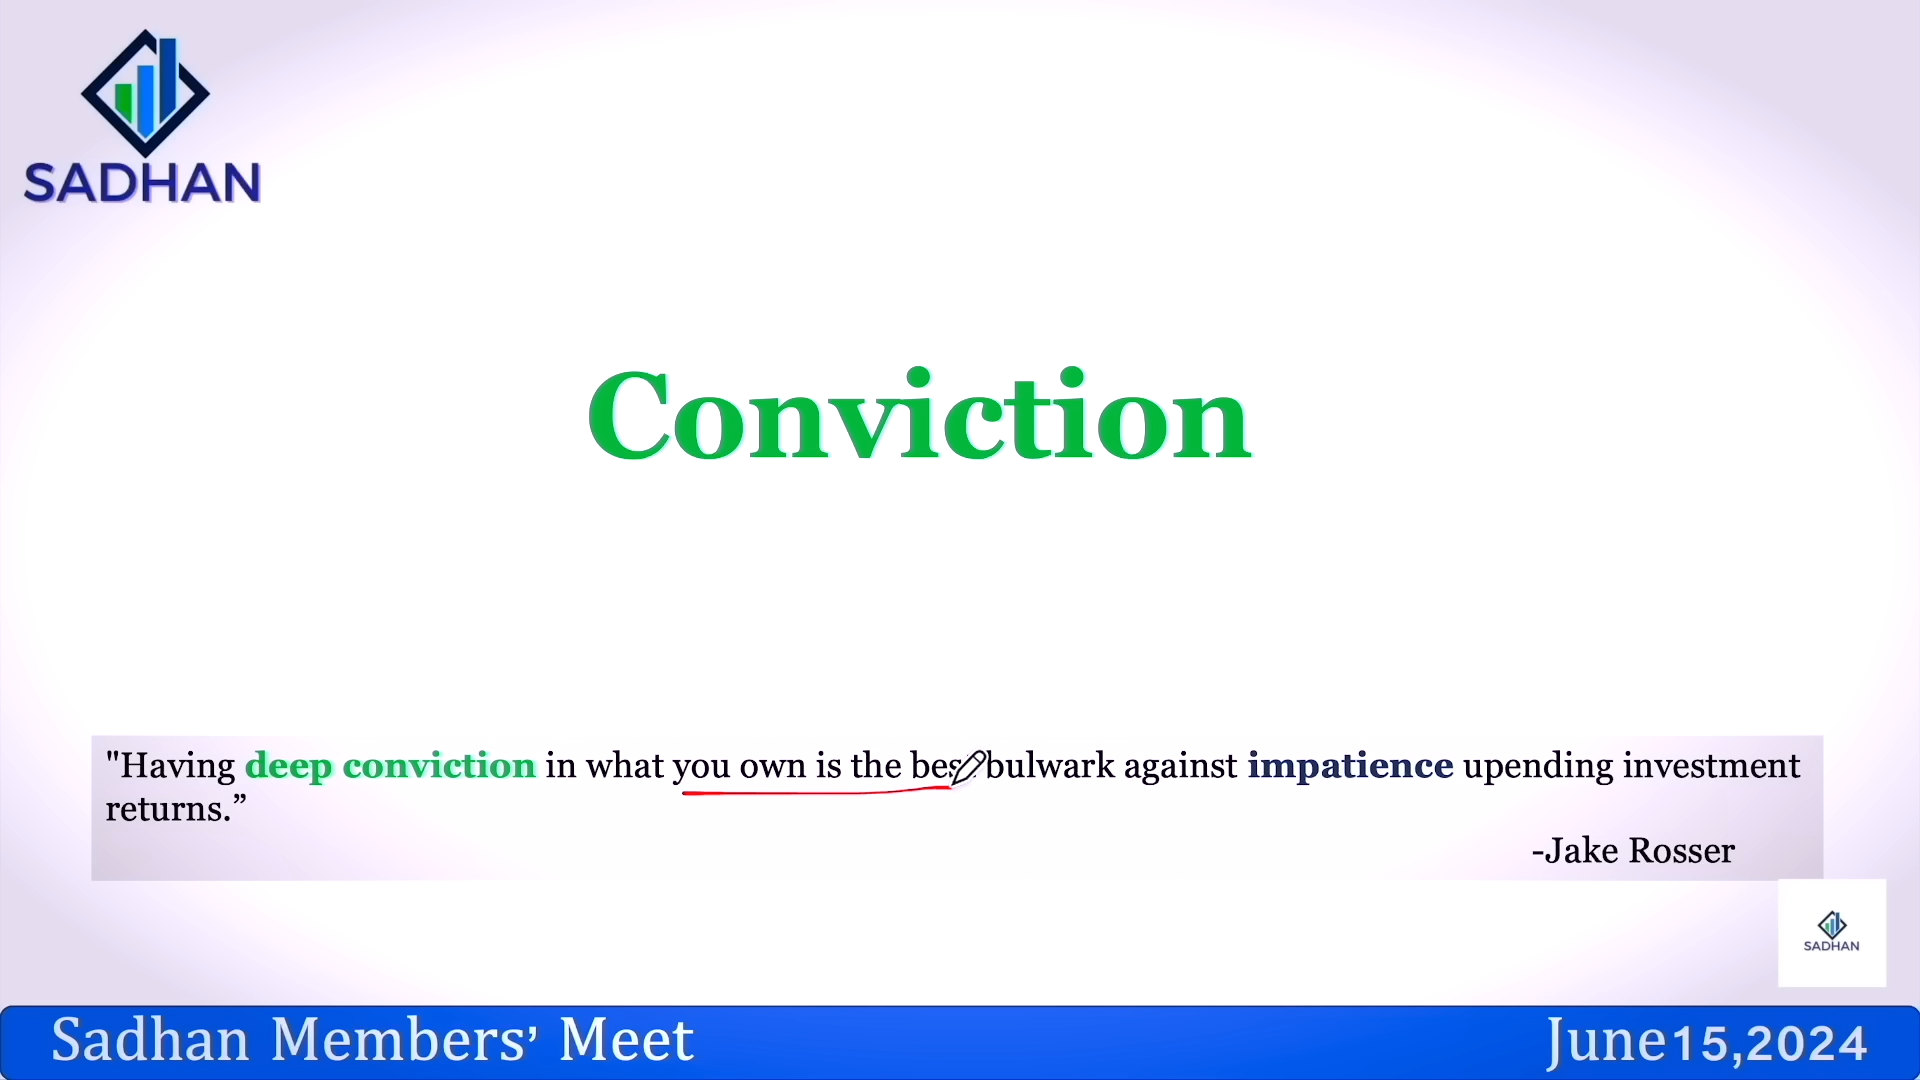 SADHAN
Conviction
"Having deep conviction in what you own is the best bulwark against impatience upending investment
returns.”
-Jake Rosser
SADHAN
Sadhan Members’ Meet
June15,2024